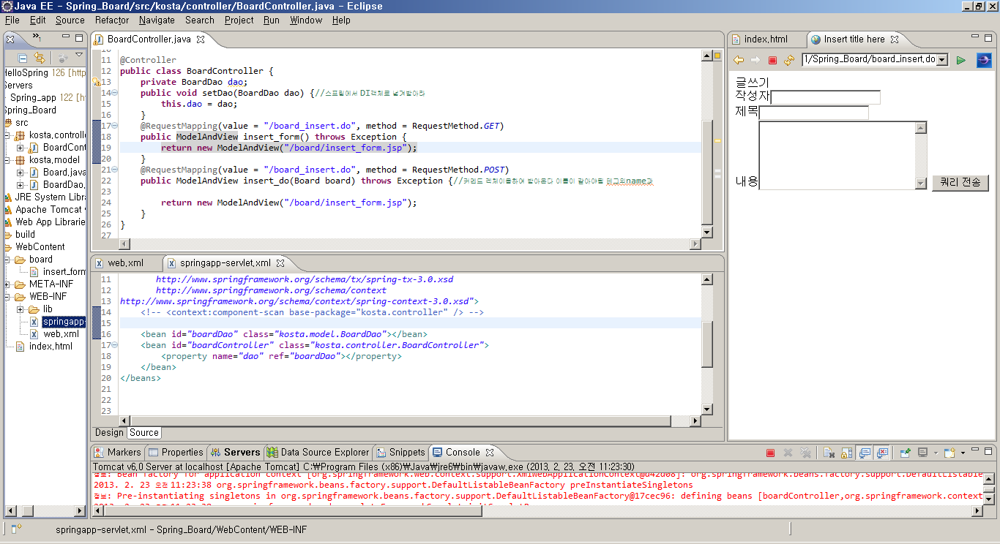 Java EE - Spring_Board/src/kosta/controller/BoardController.java - Eclipse
File Edit Source Refactor Navigate Search Project Run Window Help
HelloSpring 126 [http
Servers
Spring_app 122 [h
Spring_Board
src
kosta.controlle
BoardCont
kosta.model
Board.java
BoardDao.
JRE System Libra
Apache Tomcat
Web App Librarie
build
WebContent
board
insert_form
META-INF
WEB-INF
lib
springapp-
web.xml
index.html
BoardController.java
11 @Controller
12 public class BoardController {
13 private BoardDao dao;
14 public void setDao(BoardDao dao) {//스프링에서 DI객체로 넘겨받아라
15 this.dao = dao;
16 }
17 @RequestMapping(value = "/board_insert.do", method = RequestMethod.GET)
18 public ModelAndView insert_form() throws Exception {
19 return new ModelAndView("/board/insert_form.jsp");
20 }
21 @RequestMapping(value = "/board_insert.do", method = RequestMethod.POST)
22 public ModelAndView insert_do(Board board) throws Exception {//커맨드 객체이용하여 받아온다 이름이 같아야됨 테그의name과
23
24 return new ModelAndView("/board/insert_form.jsp");
25 }
26 }
27
web.xml springapp-servlet.xml
11 http://www.springframework.org/schema/tx/spring-tx-3.0.xsd
12 http://www.springframework.org/schema/context
13 http://www.springframework.org/schema/context/spring-context-3.0.xsd">
14 <!-- <context:component-scan base-package="kosta.controller" /> -->
15
16 <bean id="boardDao" class="kosta.model.BoardDao"></bean>
17 <bean id="boardController" class="kosta.controller.BoardController">
18 <property name="dao" ref="boardDao"></property>
19 </bean>
20 </beans>
21
22
23
Design Source
index.html Insert title here
1/Spring_Board/board_insert.do
글쓰기
작성자
제목
내용 쿼리 전송
Markers Properties Servers Data Source Explorer Snippets Console
Tomcat v6.0 Server at localhost [Apache Tomcat] C:₩Program Files (x86)₩Java₩jre6₩bin₩javaw.exe (2013. 2. 23. 오전 11:23:30)
정보: Bean factory for application context [org.springframework.web.context.support.XmlWebApplicationContext@d42d08]: org.springframework.beans.factory.support.DefaultListable
2013. 2. 23 오전 11:23:38 org.springframework.beans.factory.support.DefaultListableBeanFactory preInstantiateSingletons
정보: Pre-instantiating singletons in org.springframework.beans.factory.support.DefaultListableBeanFactory@17cec96: defining beans [boardController,org.springframework.context
springapp-servlet.xml - Spring_Board/WebContent/WEB-INF